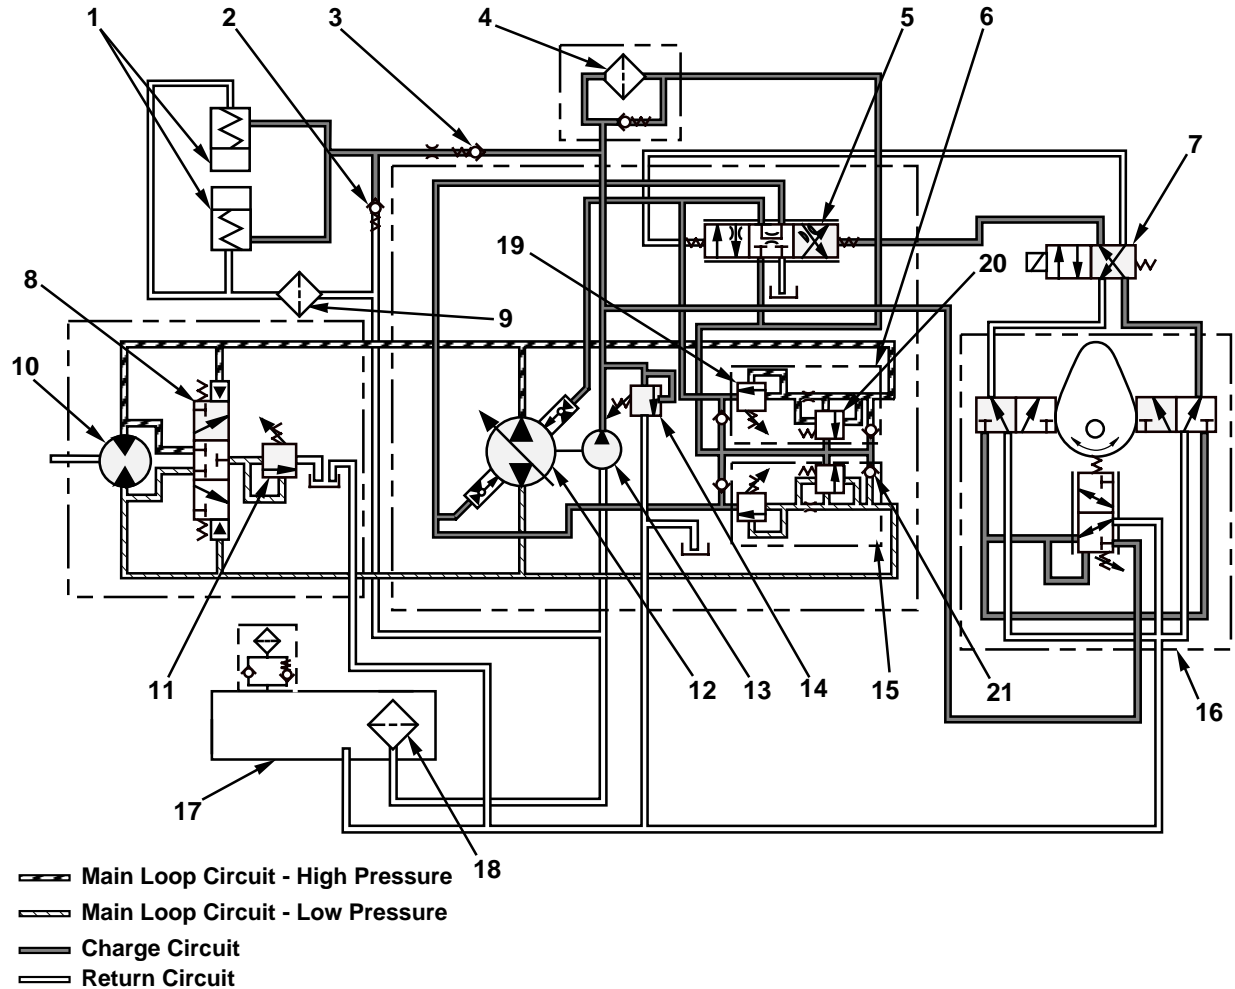 1 2 3 4 5 6
7
19 20
8
9
10
11 12 13 14 15 21
16
17
18
Main Loop Circuit - High Pressure
Main Loop Circuit - Low Pressure
Charge Circuit
Return Circuit